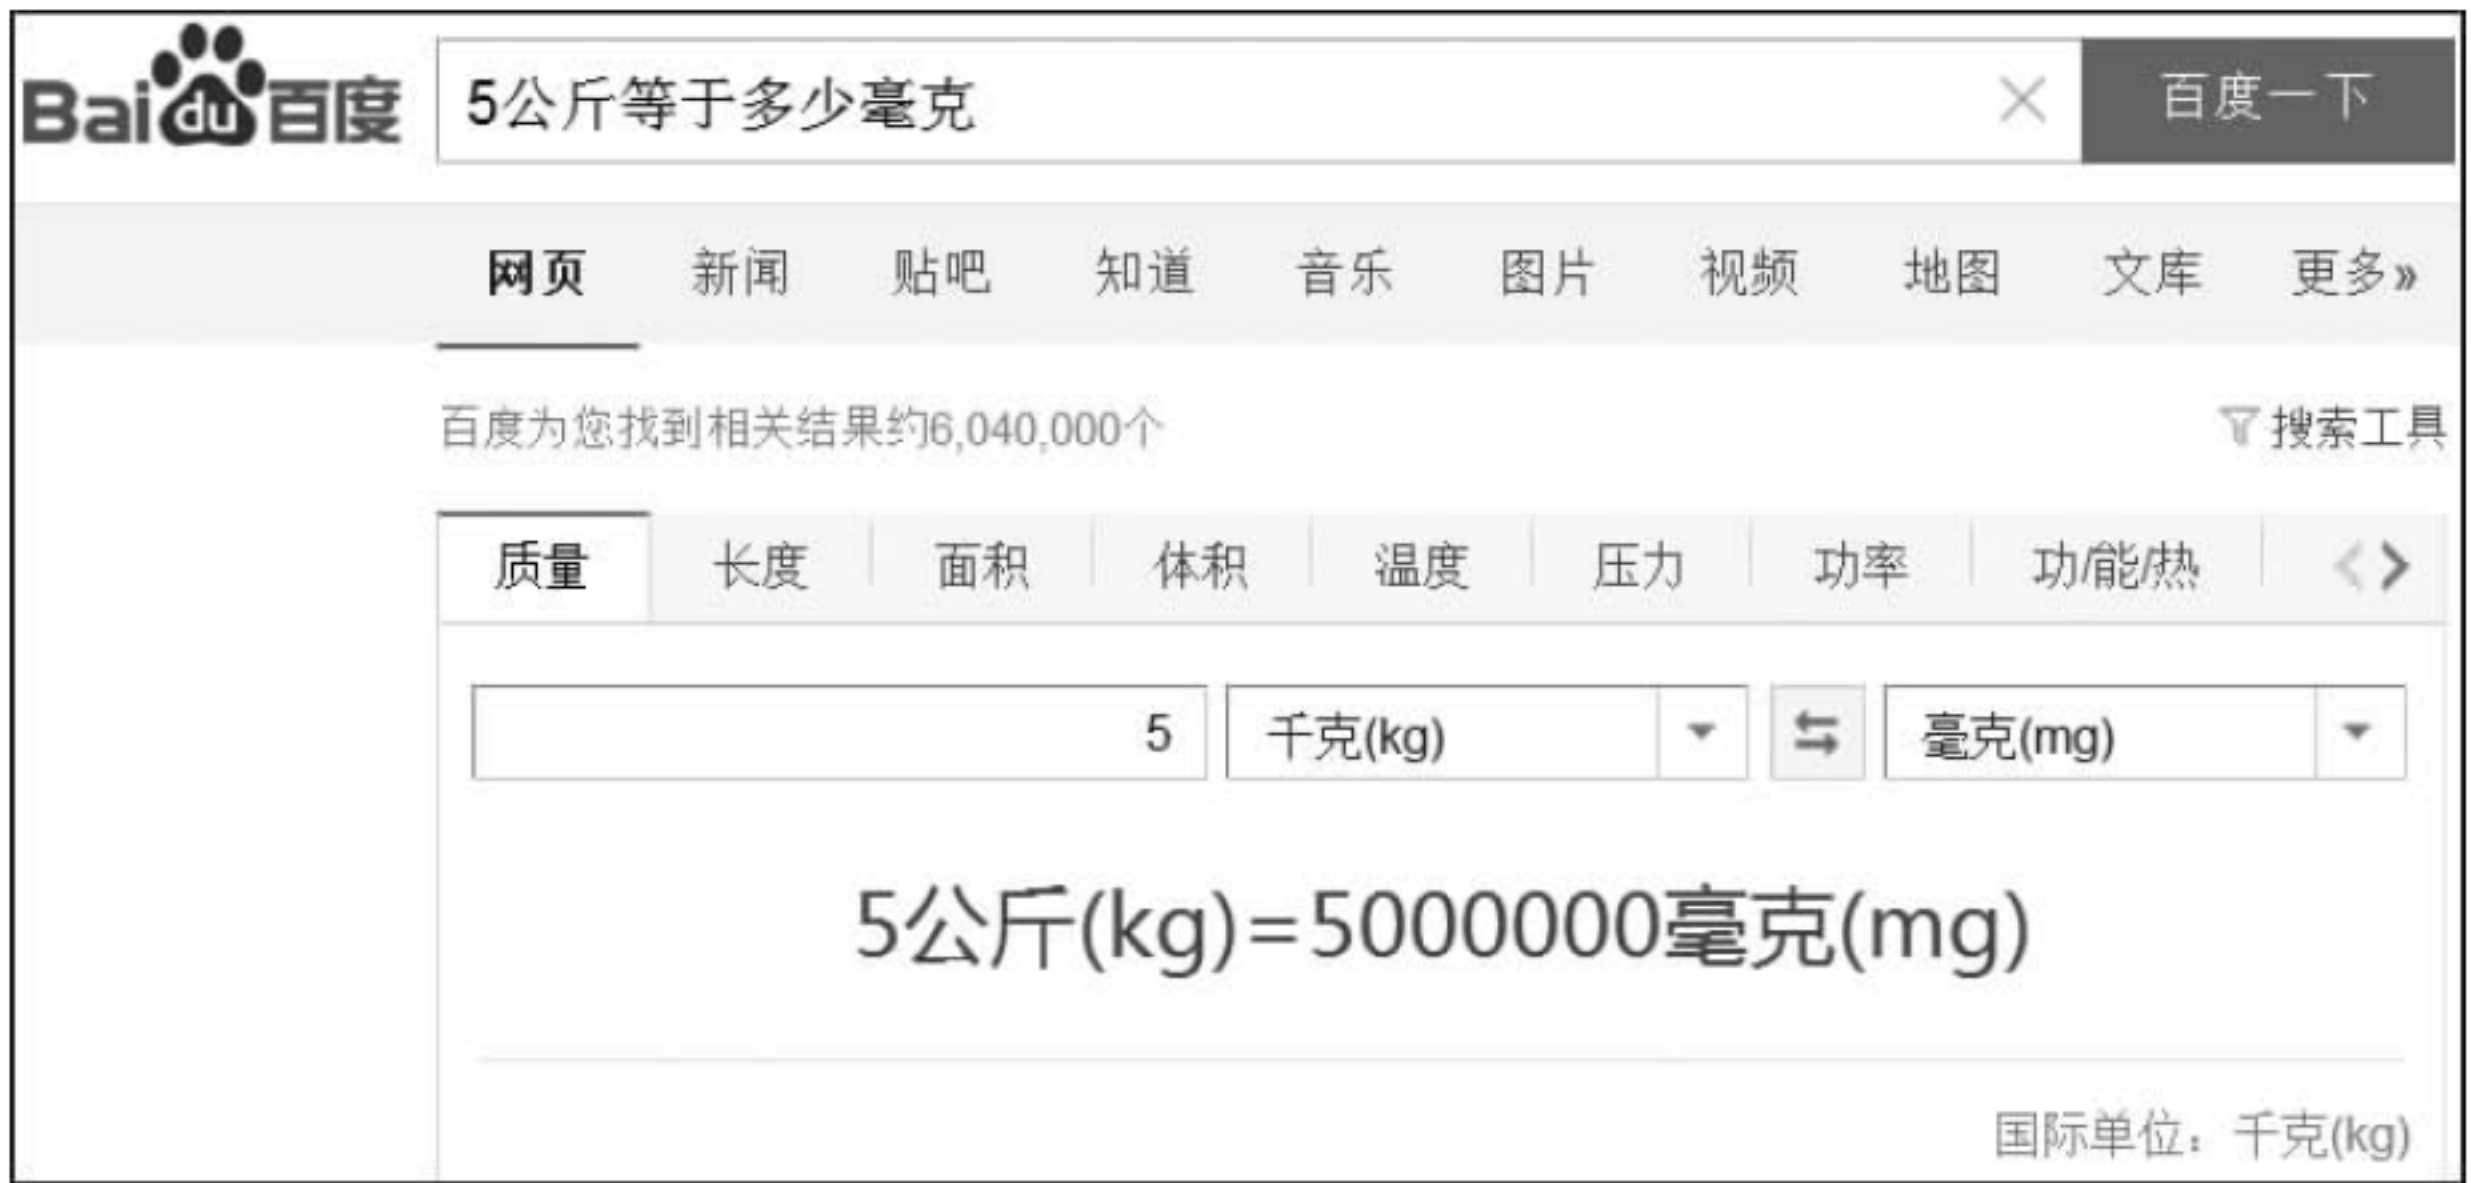 Bai du 百度 5公斤等于多少毫克 百度一下
网页 新闻 贴吧 知道 音乐 图片 视频 地图 文库 更多»
百度为您找到相关结果约6,040,000个 搜索工具
质量 长度 面积 体积 温度 压力 功率 功/能/热
5 千克(kg) 毫克(mg)
5公斤(kg)=5000000毫克(mg)
国际单位：千克(kg)